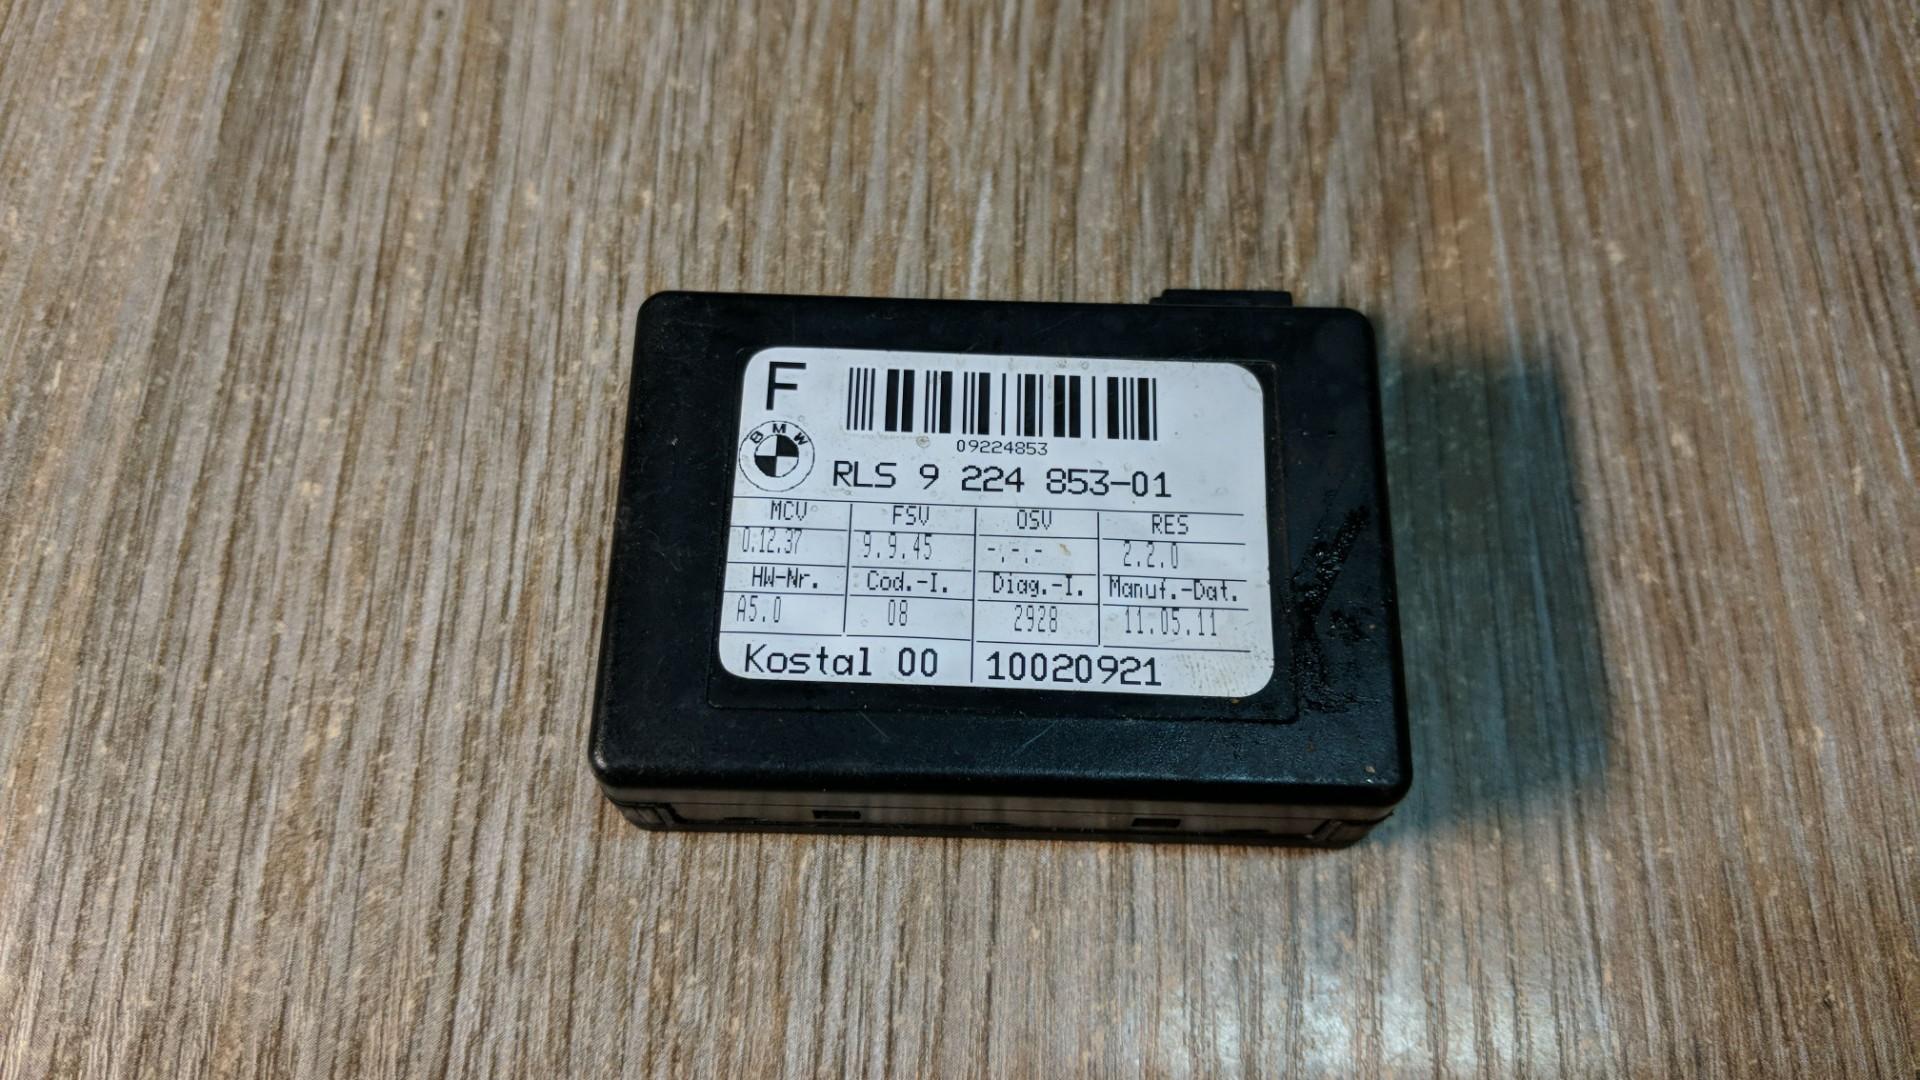 F
09224853
BMW
RLS 9 224 853-01
MCV FSV OSV RES
0.12.37 9.9.45 -.-.- 2.2.0
HW-Nr. Cod.-I. Diag.-I. Manuf.-Dat.
A5.0 08 2928 11.05.11
Kostal 00 10020921